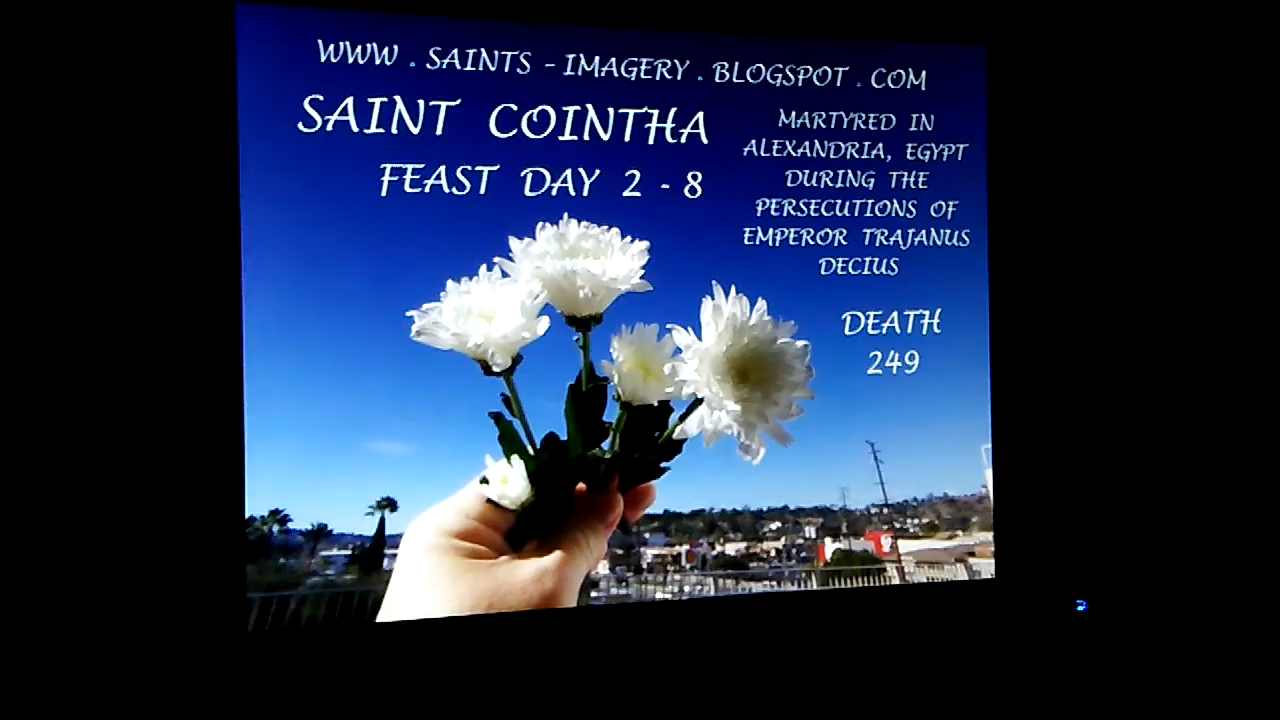 WWW . SAINTS - IMAGERY . BLOGSPOT . COM
SAINT COINTHA
FEAST DAY 2 - 8
MARTYRED IN
ALEXANDRIA, EGYPT
DURING THE
PERSECUTIONS OF
EMPEROR TRAJANUS
DECIUS
DEATH
249